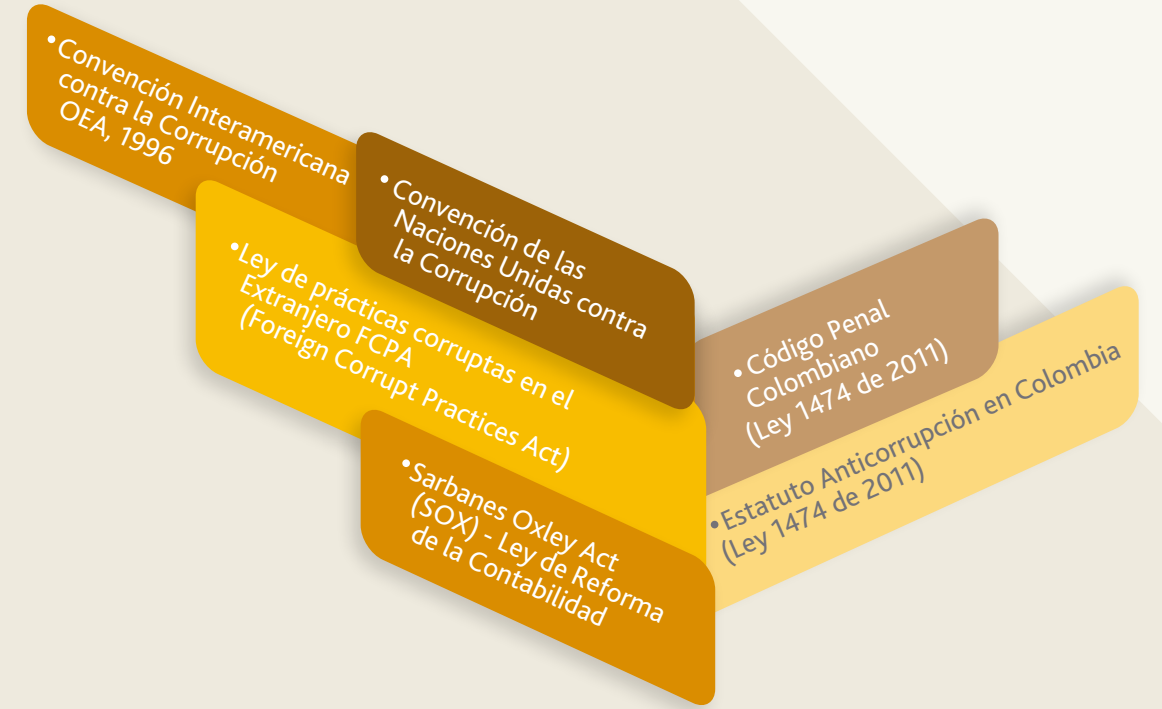 •Convención Interamericana
contra la Corrupción
OEA, 1996
•Convención de las
Naciones Unidas contra
la Corrupción
•Ley de prácticas corruptas en el
Extranjero FCPA
(Foreign Corrupt Practices Act)
•Sarbanes Oxley Act
(SOX) - Ley de Reforma
de la Contabilidad
•Código Penal
Colombiano
(Ley 1474 de 2011)
•Estatuto Anticorrupción en Colombia
(Ley 1474 de 2011)